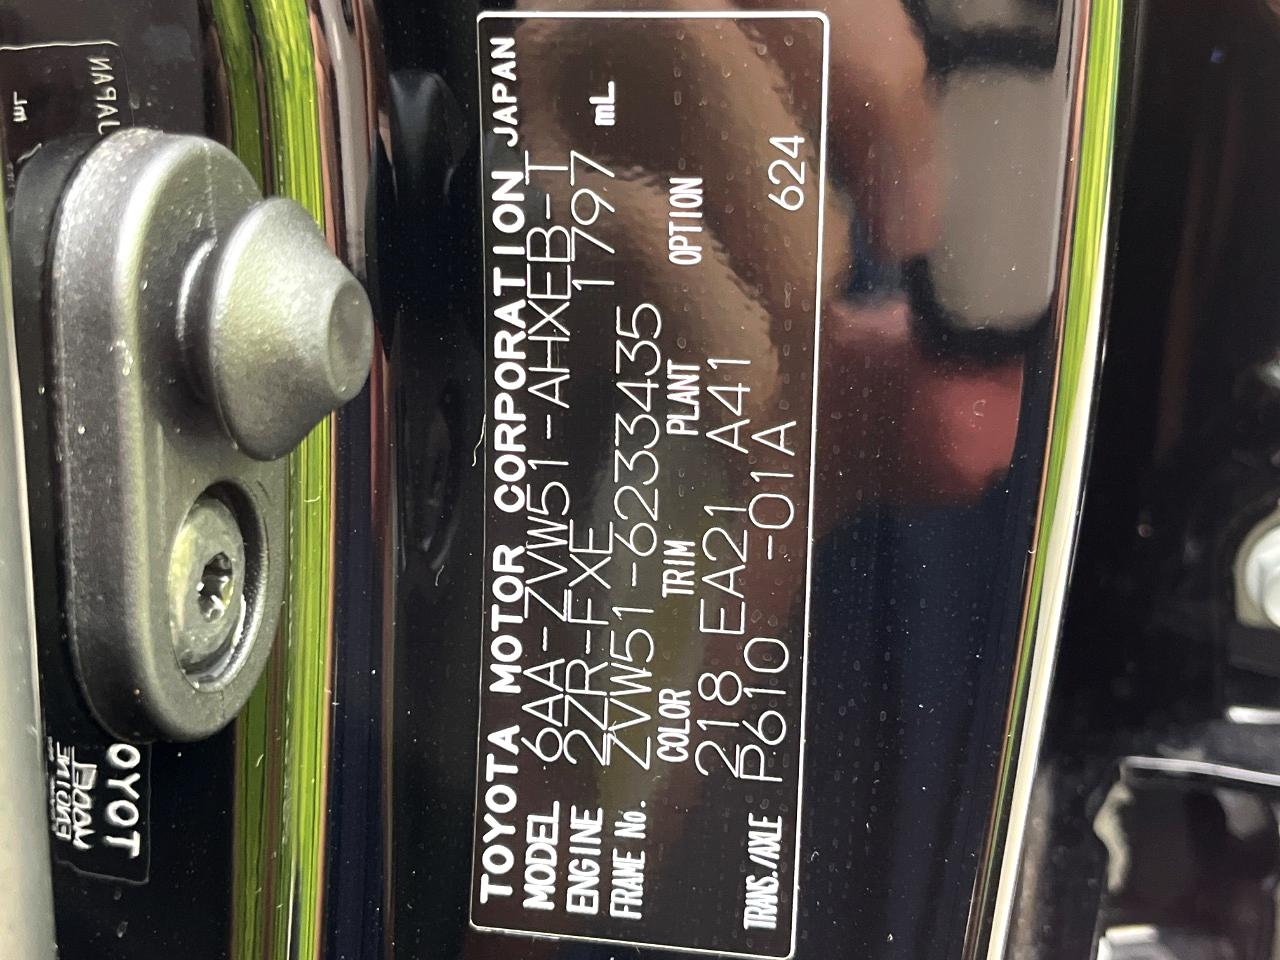 TOYOTA MOTOR CORPORATION JAPAN
MODEL 6AA-ZVW51-AHXEB-T
ENGINE 2ZR-FXE 1797 mL
FRAME No. ZVW51-6233435
COLOR TRIM PLANT OPTION
218 EA21 A41
TRANS./AXLE P610 -01A 624